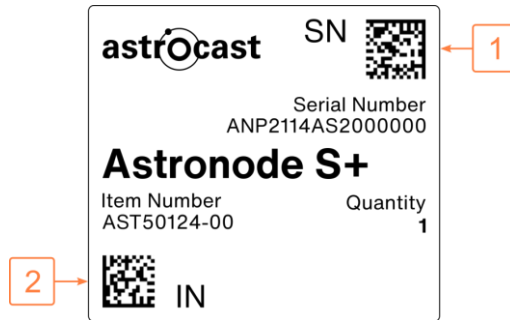 astrocast SN
1
Serial Number
ANP2114AS2000000
Astronode S+
Item Number Quantity
AST50124-00 1
2
IN